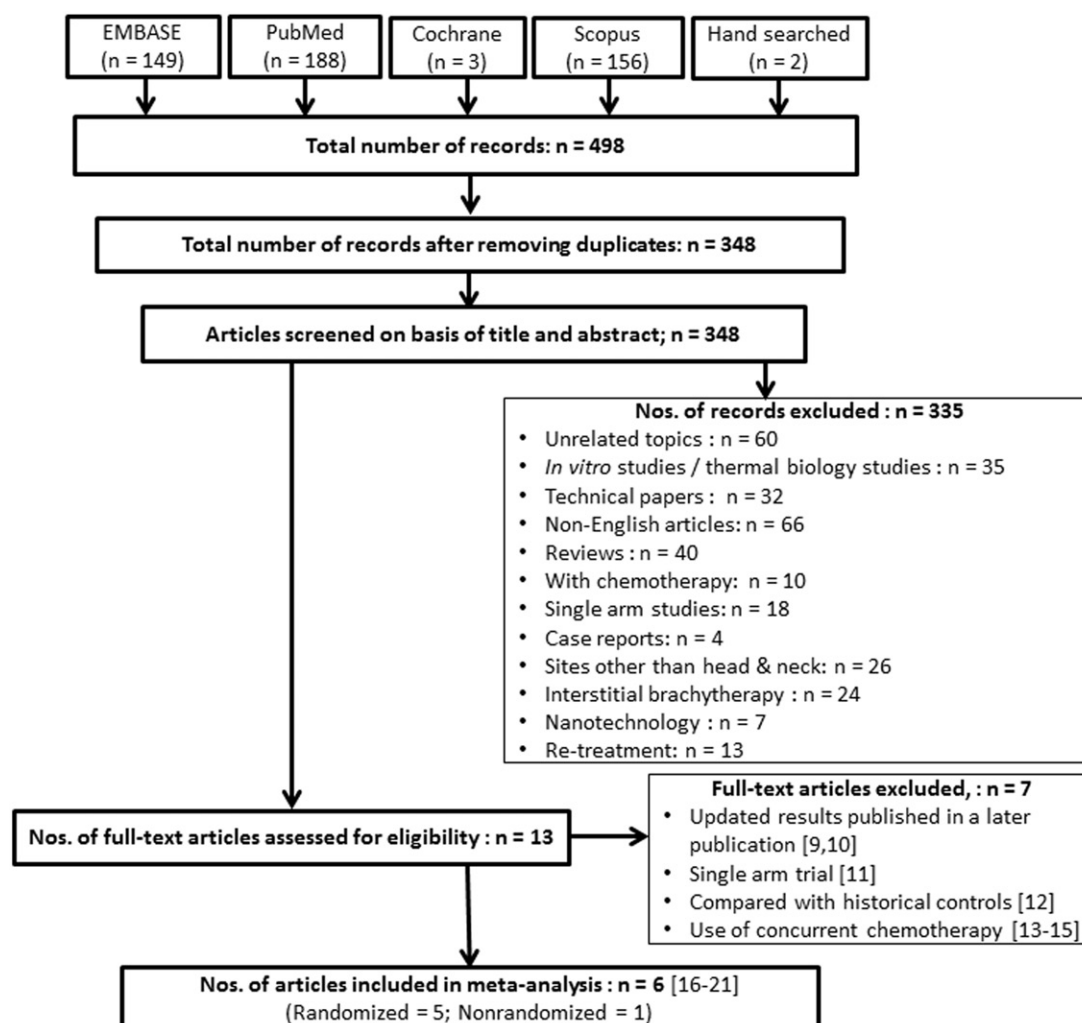 EMBASE
(n = 149)
PubMed
(n = 188)
Cochrane
(n = 3)
Scopus
(n = 156)
Hand searched
(n = 2)
Total number of records: n = 498
Total number of records after removing duplicates: n = 348
Articles screened on basis of title and abstract; n = 348
Nos. of records excluded : n = 335
• Unrelated topics : n = 60
• In vitro studies / thermal biology studies : n = 35
• Technical papers : n = 32
• Non-English articles: n = 66
• Reviews : n = 40
• With chemotherapy: n = 10
• Single arm studies: n = 18
• Case reports: n = 4
• Sites other than head & neck: n = 26
• Interstitial brachytherapy : n = 24
• Nanotechnology : n = 7
• Re-treatment: n = 13
Nos. of full-text articles assessed for eligibility : n = 13
Full-text articles excluded, : n = 7
• Updated results published in a later
publication [9,10]
• Single arm trial [11]
• Compared with historical controls [12]
• Use of concurrent chemotherapy [13-15]
Nos. of articles included in meta-analysis : n = 6 [16-21]
(Randomized = 5; Nonrandomized = 1)